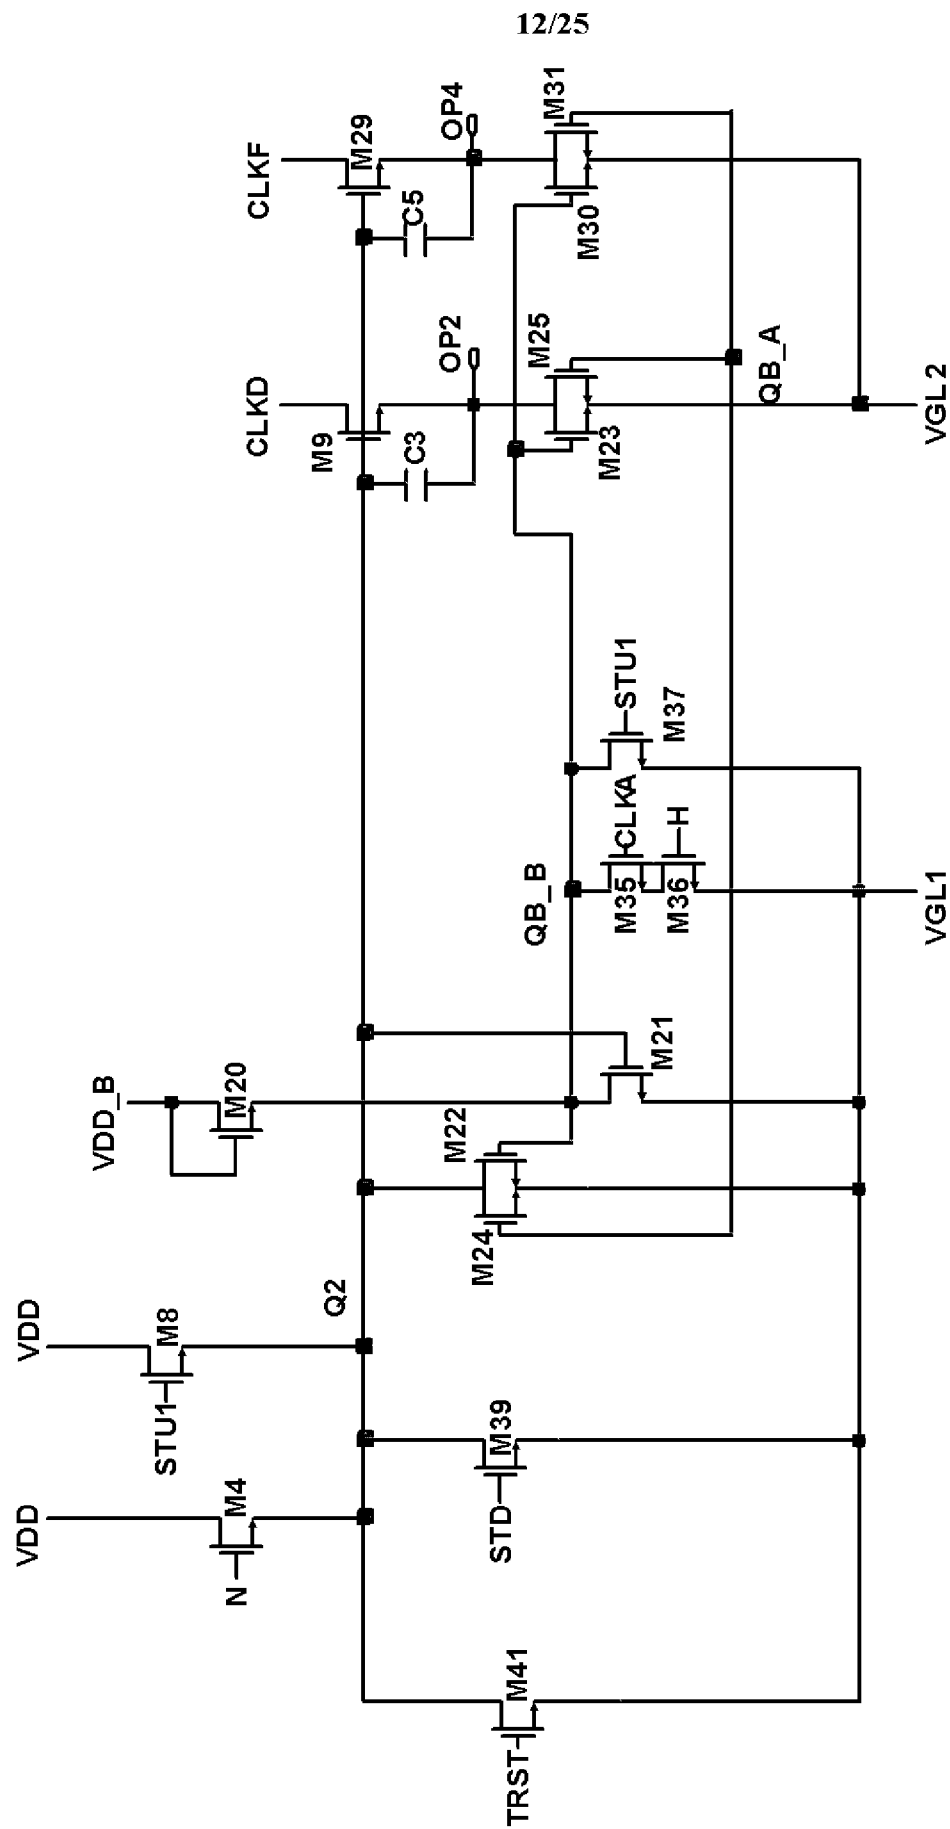 12/25
CLKF
M29
OP4
M31
C5
M30
CLKD
M9
OP2
M25
C3
M23
QB_A
VGL2
STU1
M37
CLKA
H
QB_B
M35
M36
VGL1
VDD_B
M20
M21
M22
M24
VDD
M8
STU1
Q2
M39
STD
VDD
M4
N
M41
TRST